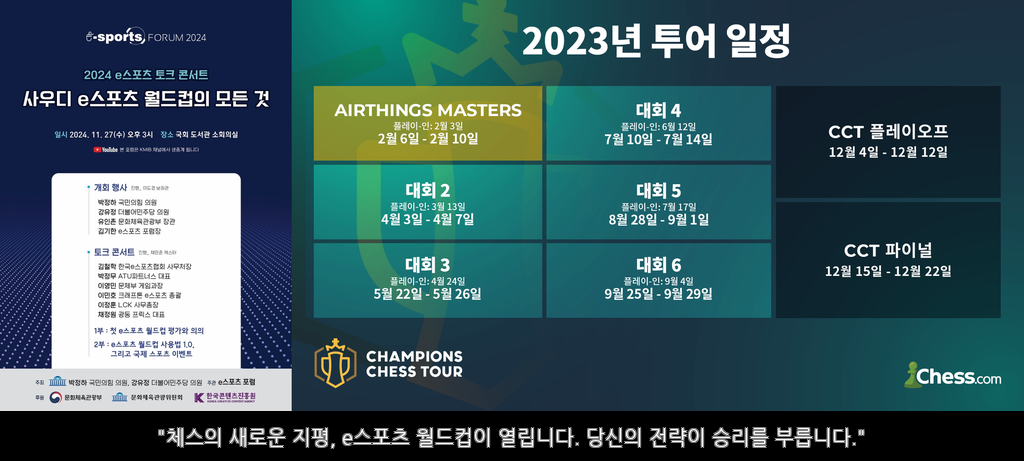 e-sports FORUM 2024
2024 e스포츠 토크 콘서트
사우디 e스포츠 월드컵의 모든 것
일시 2024. 11. 27(수) 오후 3시 장소 국회 도서관 소회의실
YouTube 본 포럼은 KMIB 채널에서 생중계 됩니다
개회 행사 진행_ 이도경 보좌관
박정하 국민의힘 의원
강유정 더불어민주당 의원
유인촌 문화체육관광부 장관
김기한 e스포츠 포럼장
토크 콘서트 진행_ 채민준 캐스터
김철학 한국e스포츠협회 사무처장
박정무 ATU파트너스 대표
이영민 문체부 게임과장
이민호 크래프톤 e스포츠 총괄
이정훈 LCK 사무총장
채정원 광동 프릭스 대표
1부 : 첫 e스포츠 월드컵 평가와 의의
2부 : e스포츠 월드컵 사용법 1.0,
그리고 국제 스포츠 이벤트
주최 박정하 국민의힘 의원, 강유정 더불어민주당 의원 주관 e스포츠 포럼
후원 문화체육관광부 문화체육관광위원회 한국콘텐츠진흥원
KOREA CREATIVE CONTENT AGENCY
2023년 투어 일정
AIRTHINGS MASTERS
플레이-인: 2월 3일
2월 6일 - 2월 10일
대회 2
플레이-인: 3월 13일
4월 3일 - 4월 7일
대회 3
플레이-인: 4월 24일
5월 22일 - 5월 26일
대회 4
플레이-인: 6월 12일
7월 10일 - 7월 14일
대회 5
플레이-인: 7월 17일
8월 28일 - 9월 1일
대회 6
플레이-인: 9월 4일
9월 25일 - 9월 29일
CCT 플레이오프
12월 4일 - 12월 12일
CCT 파이널
12월 15일 - 12월 22일
CHAMPIONS
CHESS TOUR
Chess.com
"체스의 새로운 지평, e스포츠 월드컵이 열립니다. 당신의 전략이 승리를 부릅니다."